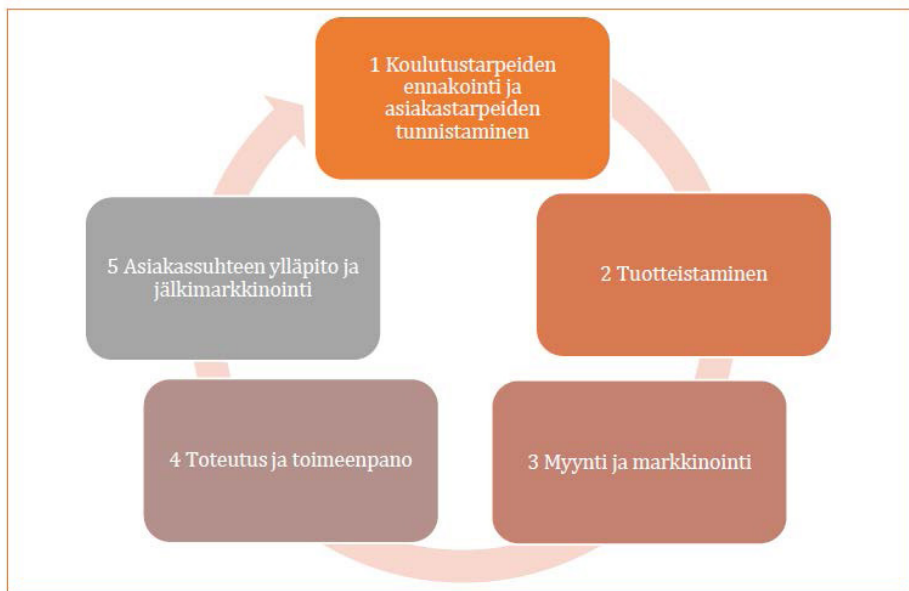 1 Koulutustarpeiden
ennakointi ja
asiakastarpeiden
tunnistaminen
2 Tuotteistaminen
3 Myynti ja markkinointi
4 Toteutus ja toimeenpano
5 Asiakassuhteen ylläpito ja
jälkimarkkinointi